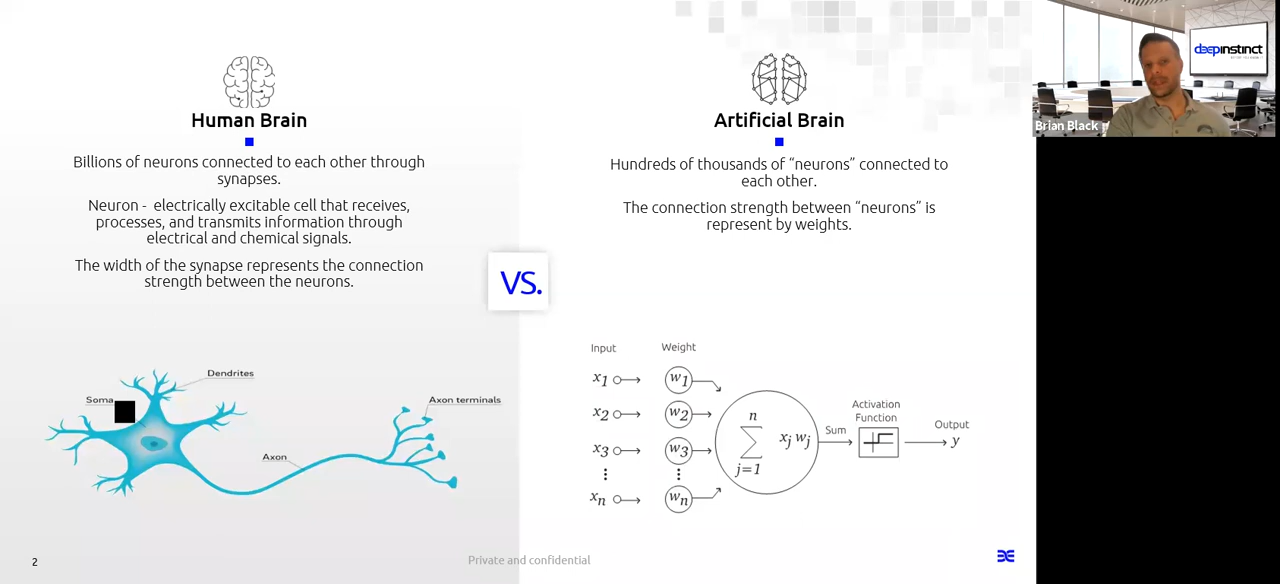 Human Brain
Billions of neurons connected to each other through
synapses.
Neuron - electrically excitable cell that receives,
processes, and transmits information through
electrical and chemical signals.
The width of the synapse represents the connection
strength between the neurons.
Dendrites
Soma
Axon terminals
Axon
VS.
Artificial Brain
Hundreds of thousands of “neurons” connected to
each other.
The connection strength between “neurons” is
represent by weights.
Input
Weight
x1
w1
x2
w2
x3
w3
⋮
⋮
xn
wn
n
∑ xj wj
j=1
Sum
Activation
Function
Output
y
2
Private and confidential
deepinstinct
Brian Black